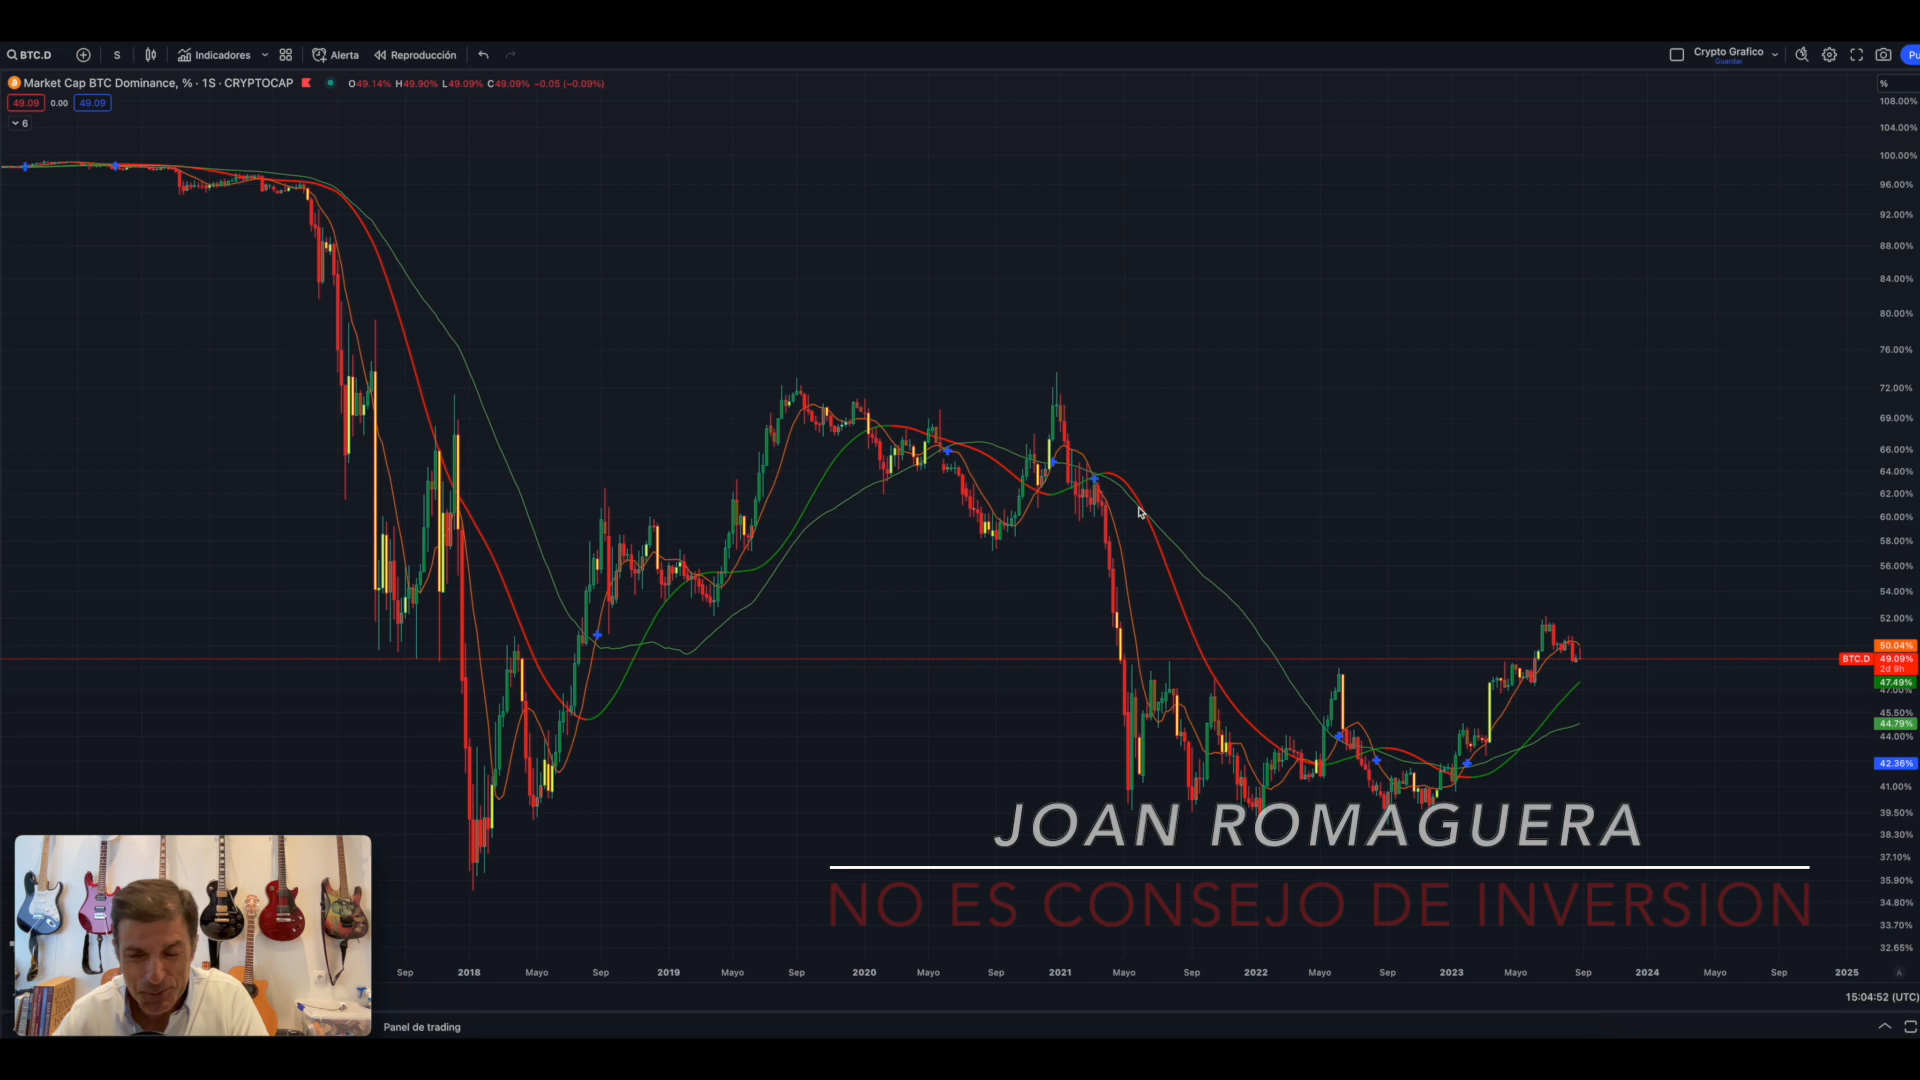 BTC.D
S
Indicadores
Alerta
Reproducción
Crypto Grafico
Guardar
Pu
Market Cap BTC Dominance, % · 1S · CRYPTOCAP
O49.14% H49.90% L49.09% C49.09% −0.05 (−0.09%)
49.09 0.00 49.09
6
%
108.00%
104.00%
100.00%
96.00%
92.00%
88.00%
84.00%
80.00%
76.00%
72.00%
69.00%
66.00%
64.00%
62.00%
60.00%
58.00%
56.00%
54.00%
52.00%
50.04%
BTC.D 49.09%
2d 9h
47.49%
47.00%
45.50%
44.79%
44.00%
42.36%
41.00%
39.50%
38.30%
37.10%
35.90%
34.80%
33.70%
32.65%
JOAN ROMAGUERA
NO ES CONSEJO DE INVERSION
Sep 2018 Mayo Sep 2019 Mayo Sep 2020 Mayo Sep 2021 Mayo Sep 2022 Mayo Sep 2023 Mayo Sep 2024 Mayo Sep 2025 A
15:04:52 (UTC)
Panel de trading